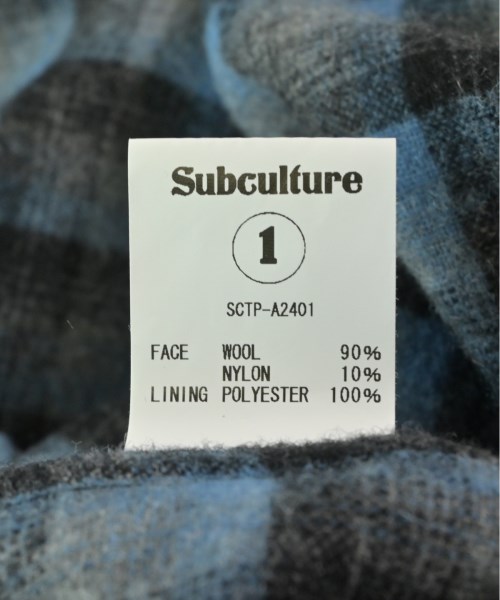 Subculture
1
SCTP-A2401
FACE WOOL 90%
NYLON 10%
LINING POLYESTER 100%